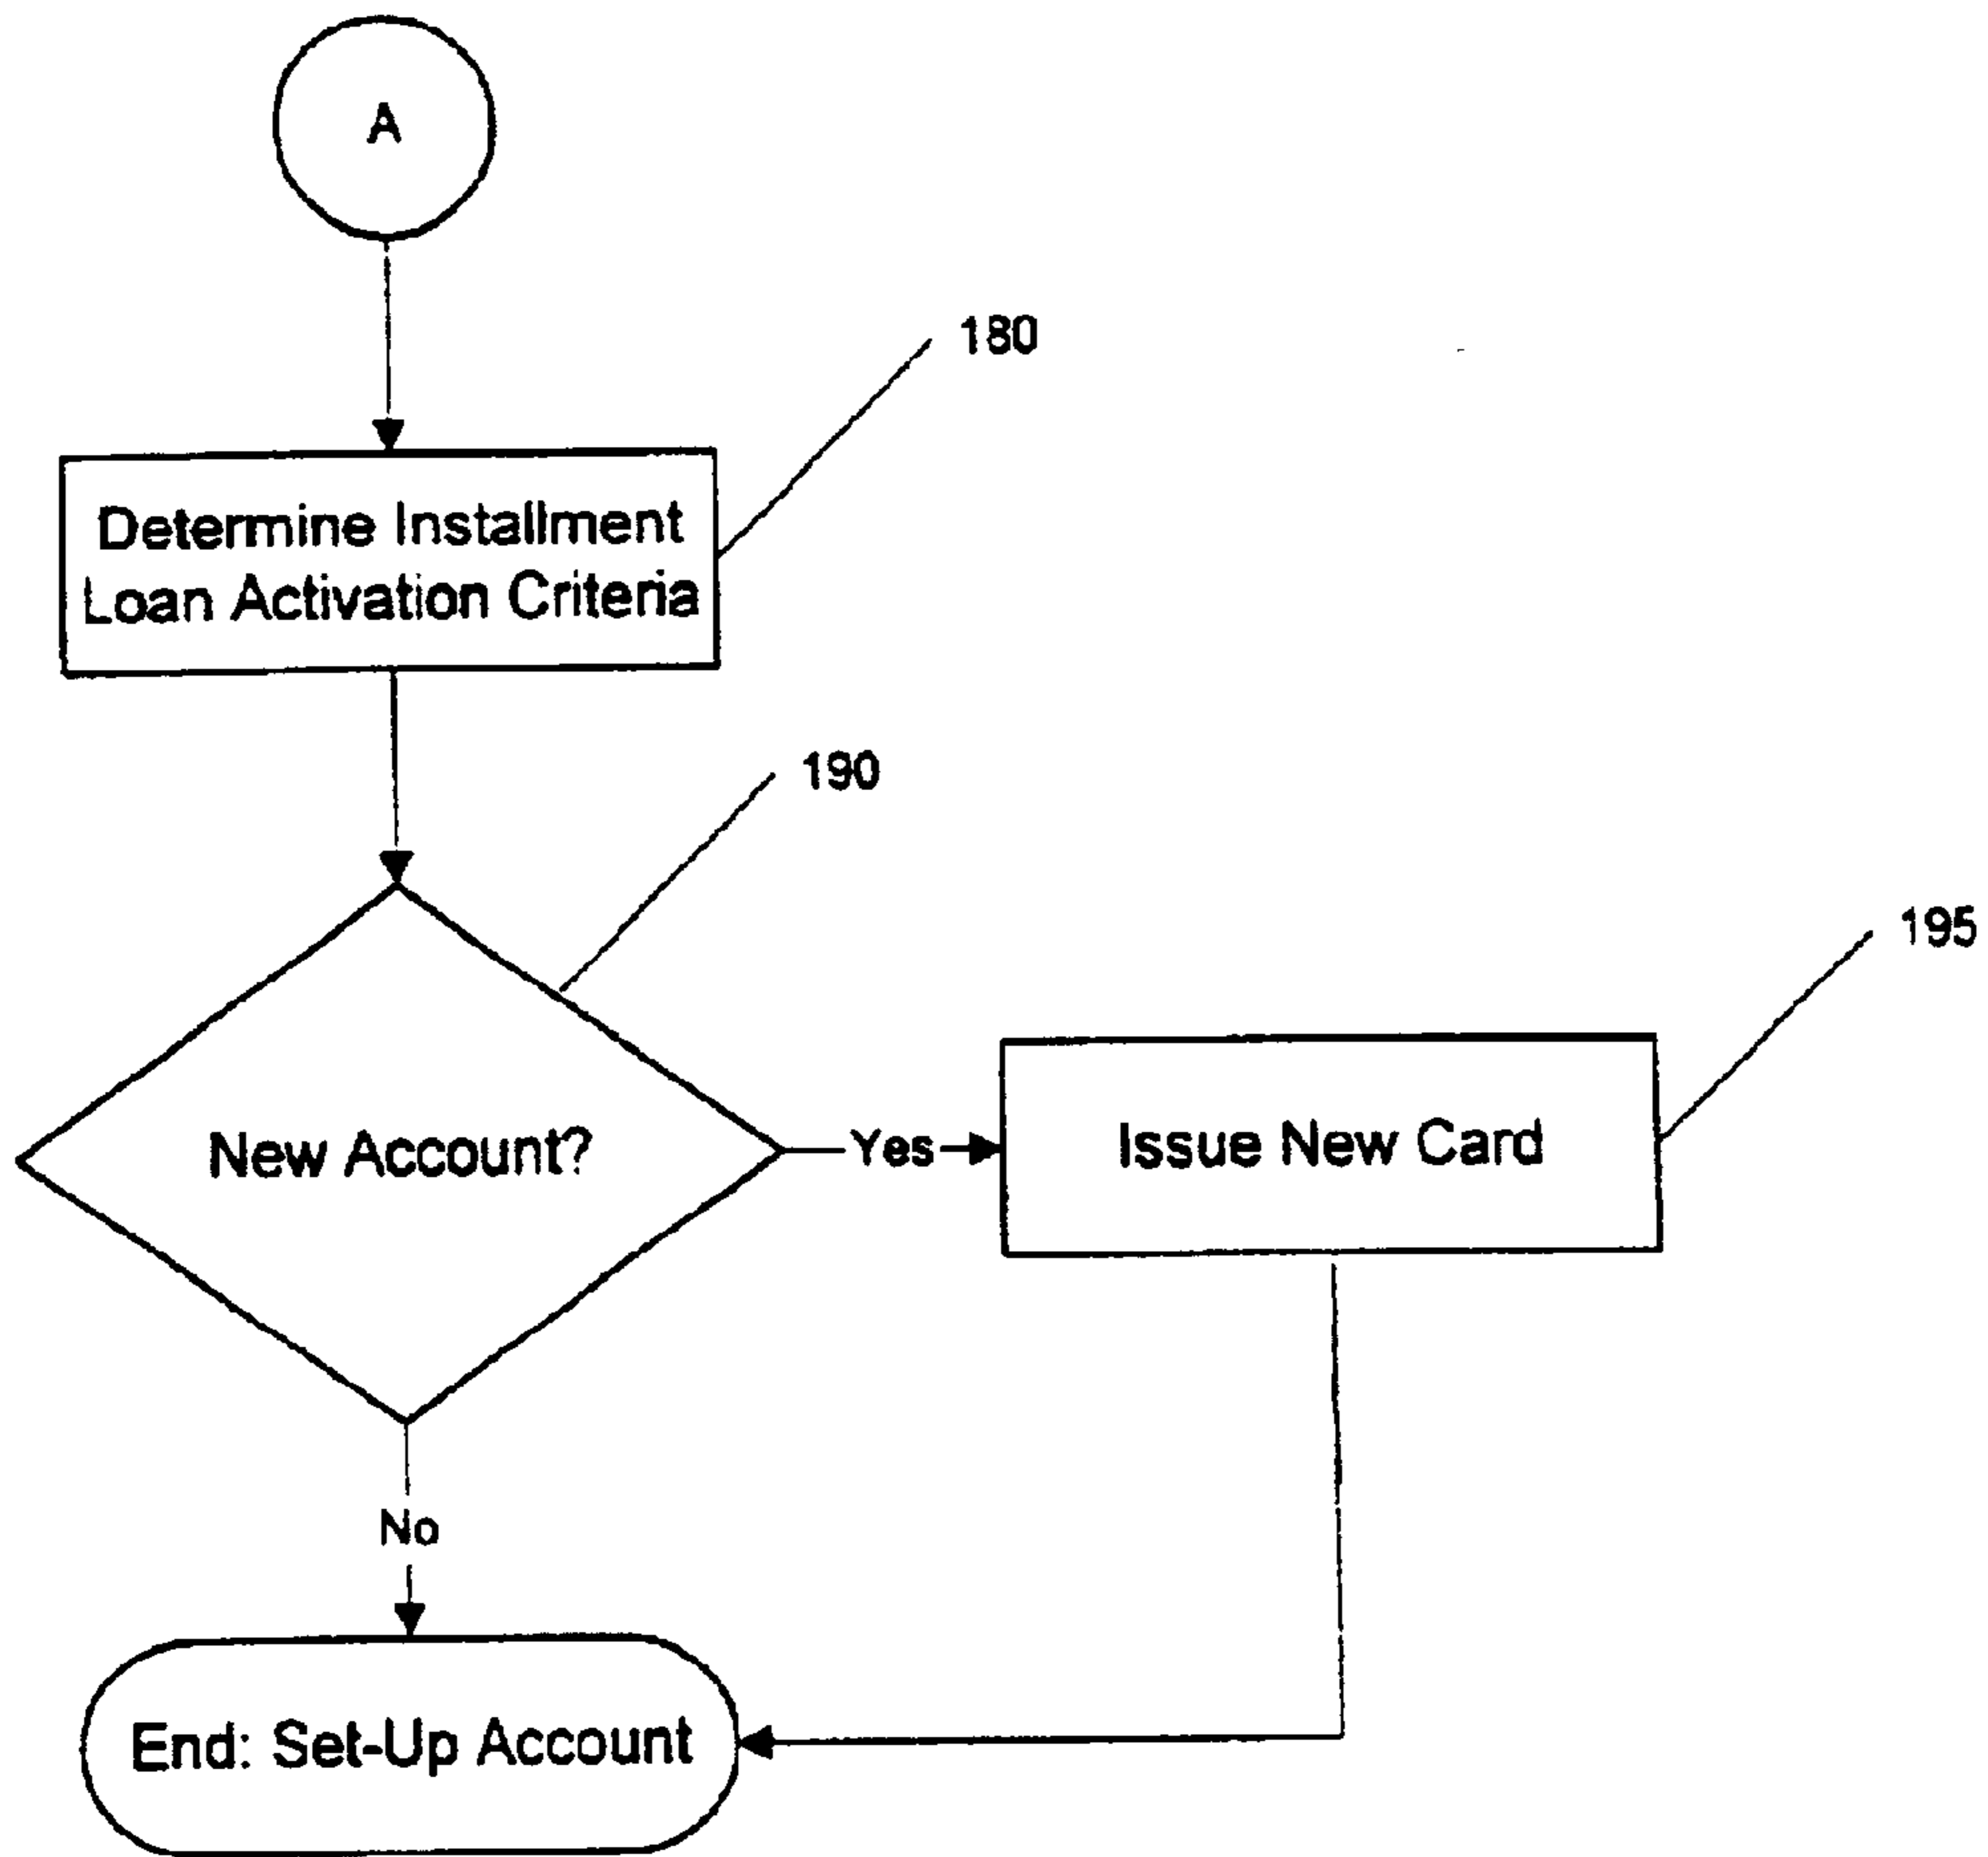 A
180
Determine Installment
Loan Activation Criteria
190
195
New Account?
Yes
Issue New Card
No
End: Set-Up Account